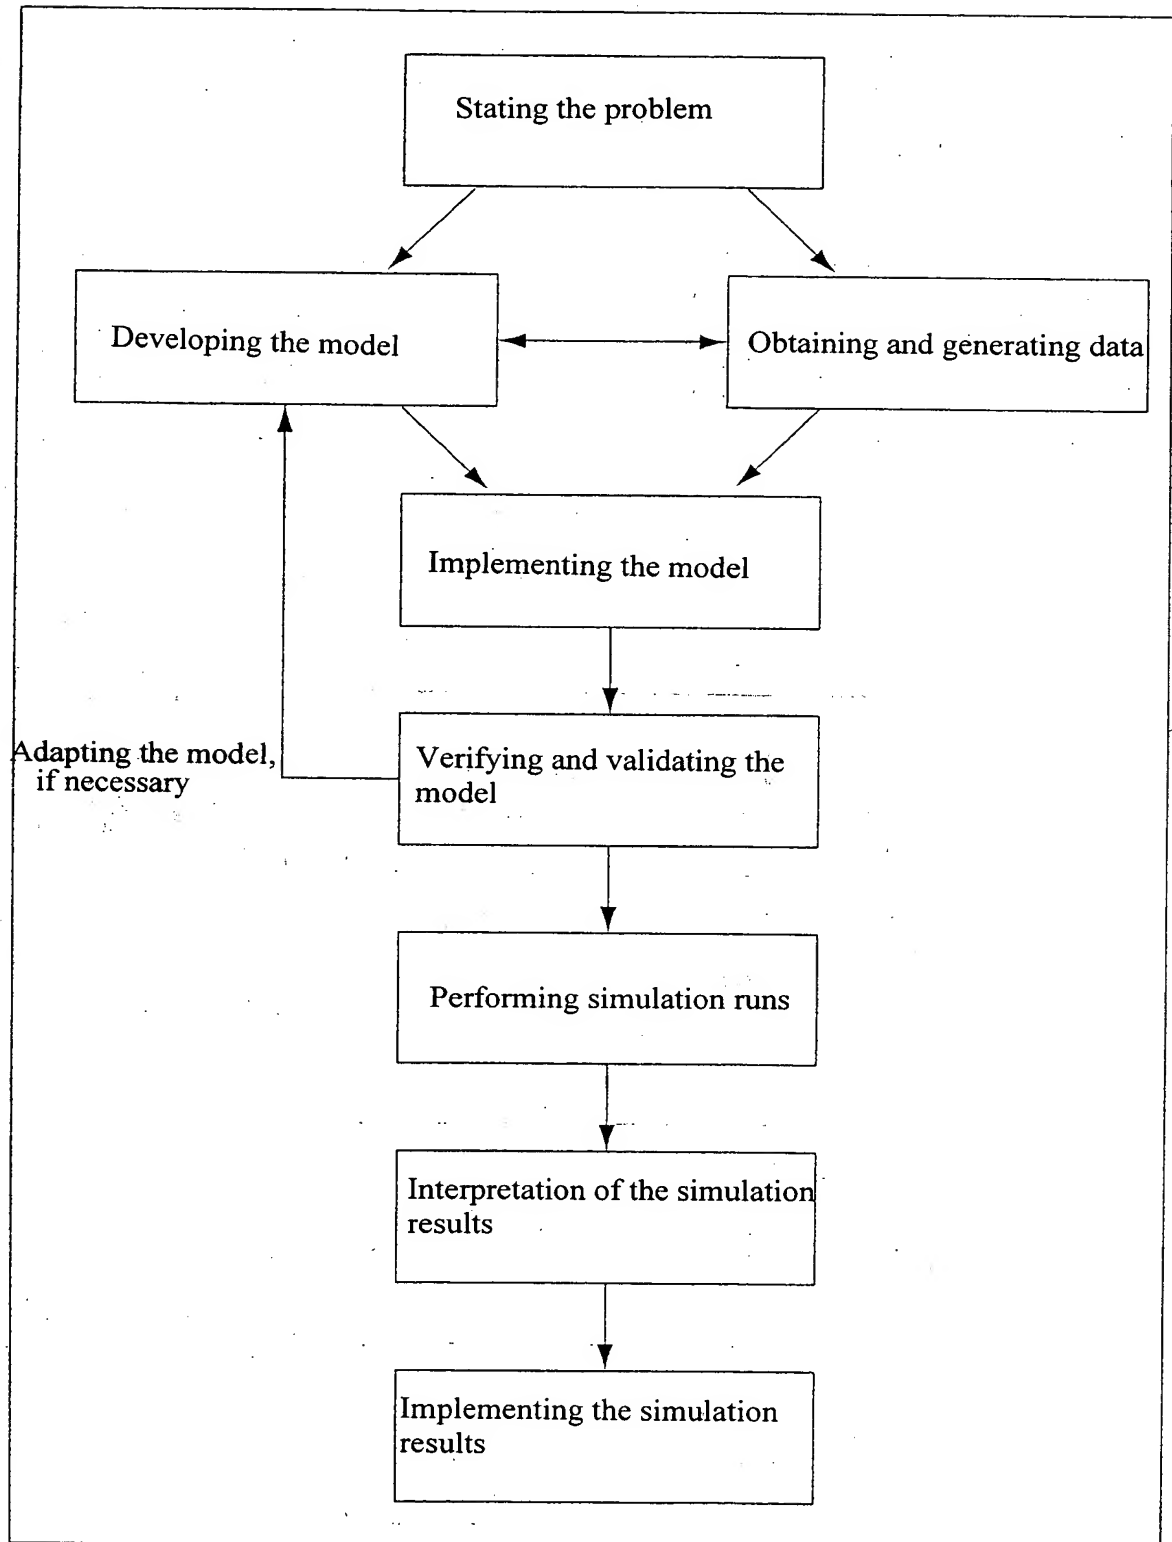 Stating the problem
Developing the model
Obtaining and generating data
Implementing the model
Adapting the model,
if necessary
Verifying and validating the
model
Performing simulation runs
Interpretation of the simulation
results
Implementing the simulation
results